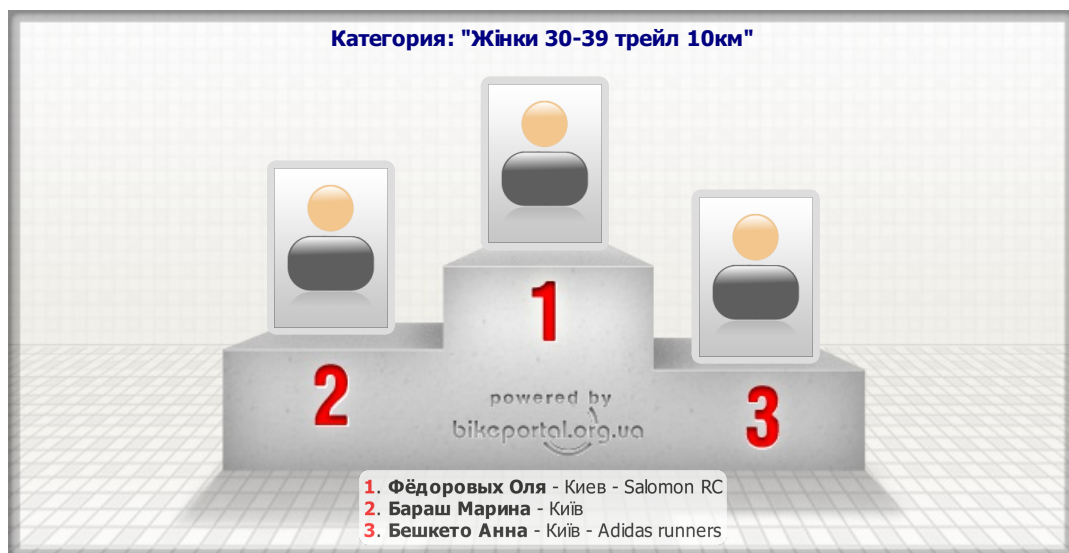 Категория: "Жінки 30-39 трейл 10км"
1
2
3
powered by
bikeportal.org.ua
1. Фёдоровых Оля - Киев - Salomon RC
2. Бараш Марина - Київ
3. Бешкето Анна - Київ - Adidas runners